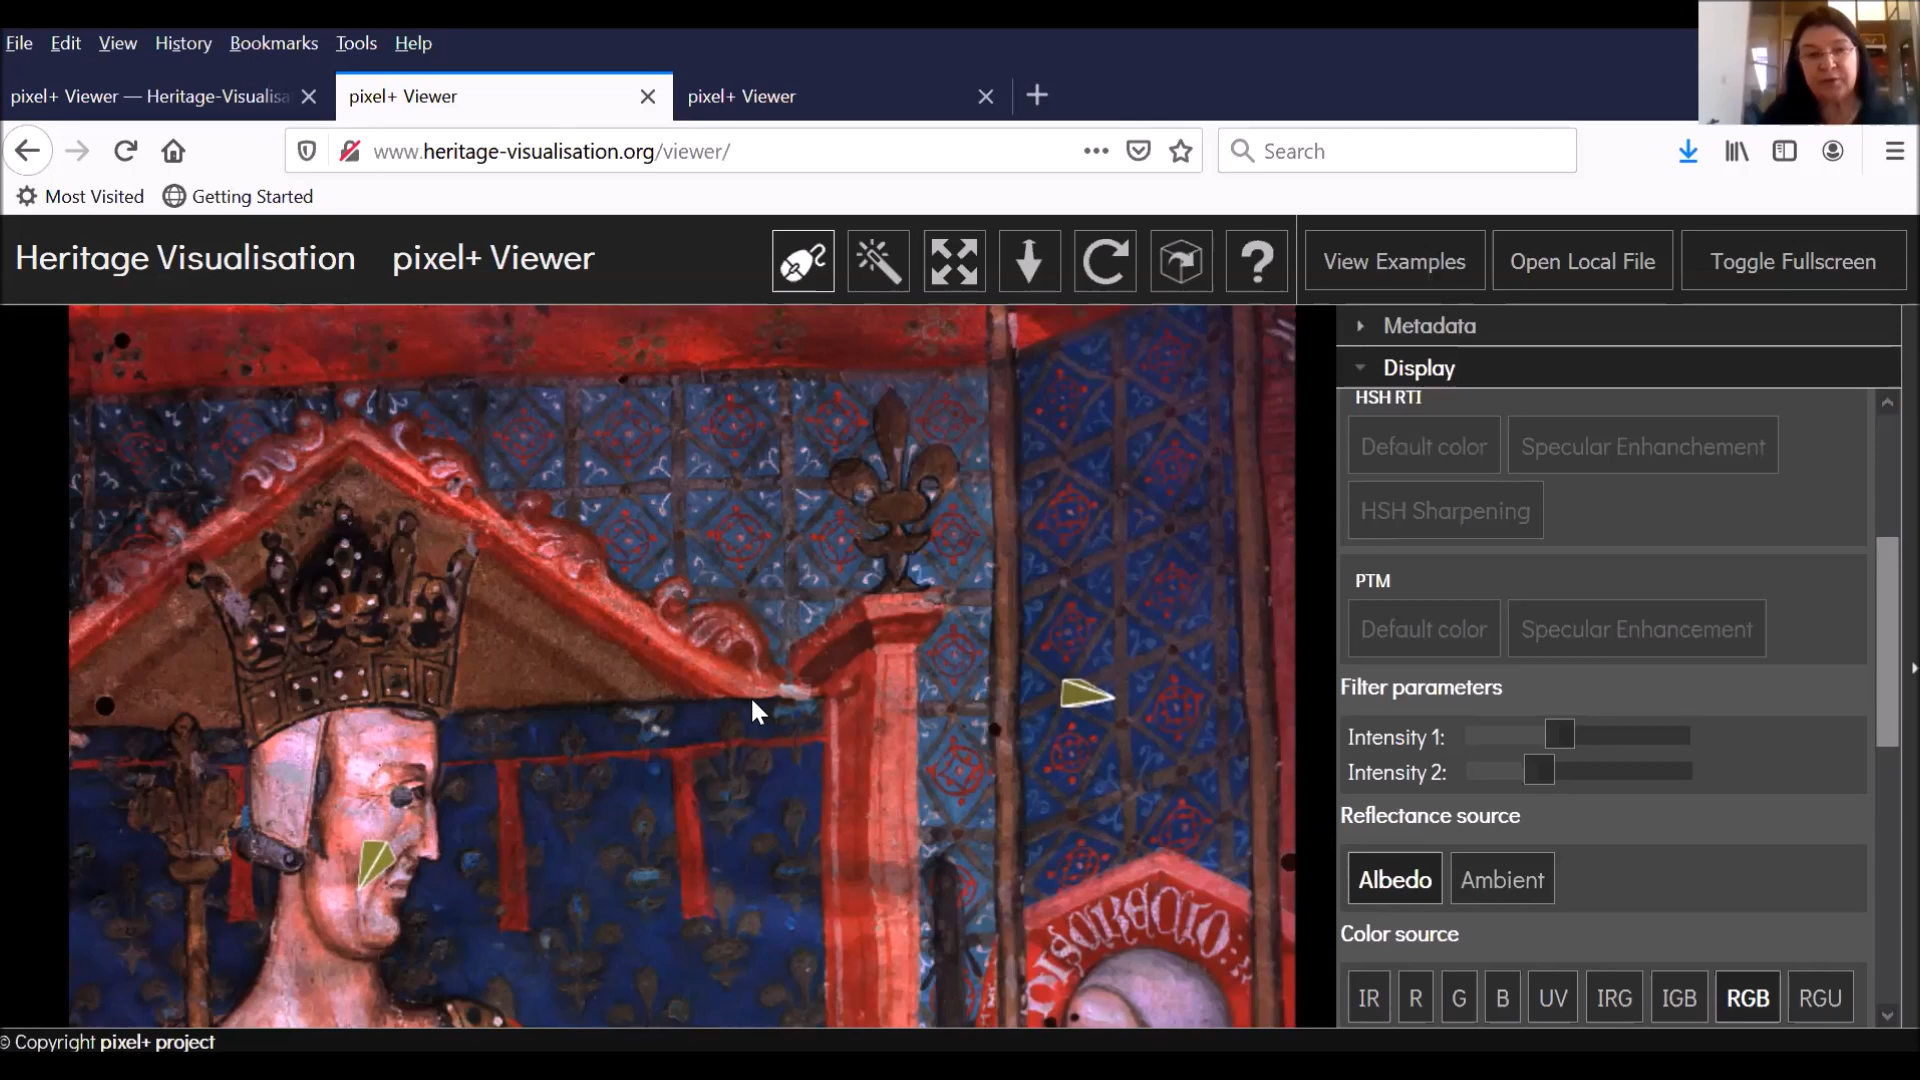 File Edit View History Bookmarks Tools Help
pixel+ Viewer — Heritage-Visualisa
pixel+ Viewer
pixel+ Viewer
www.heritage-visualisation.org/viewer/
Search
Most Visited Getting Started
Heritage Visualisation pixel+ Viewer
? View Examples Open Local File Toggle Fullscreen
Metadata
Display
HSH RTI
Default color Specular Enhanchement
HSH Sharpening
PTM
Default color Specular Enhancement
Filter parameters
Intensity 1:
Intensity 2:
Reflectance source
Albedo Ambient
Color source
IR R G B UV IRG IGB RGB RGU
© Copyright pixel+ project